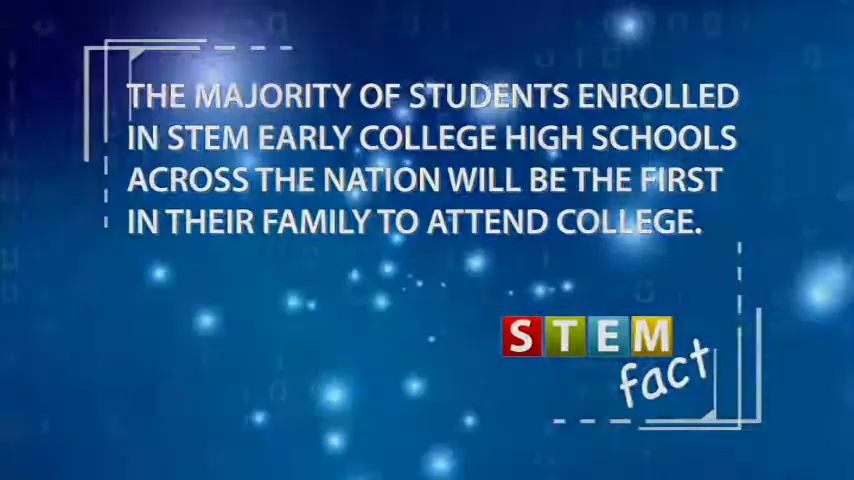 THE MAJORITY OF STUDENTS ENROLLED
IN STEM EARLY COLLEGE HIGH SCHOOLS
ACROSS THE NATION WILL BE THE FIRST
IN THEIR FAMILY TO ATTEND COLLEGE.
STEM
fact